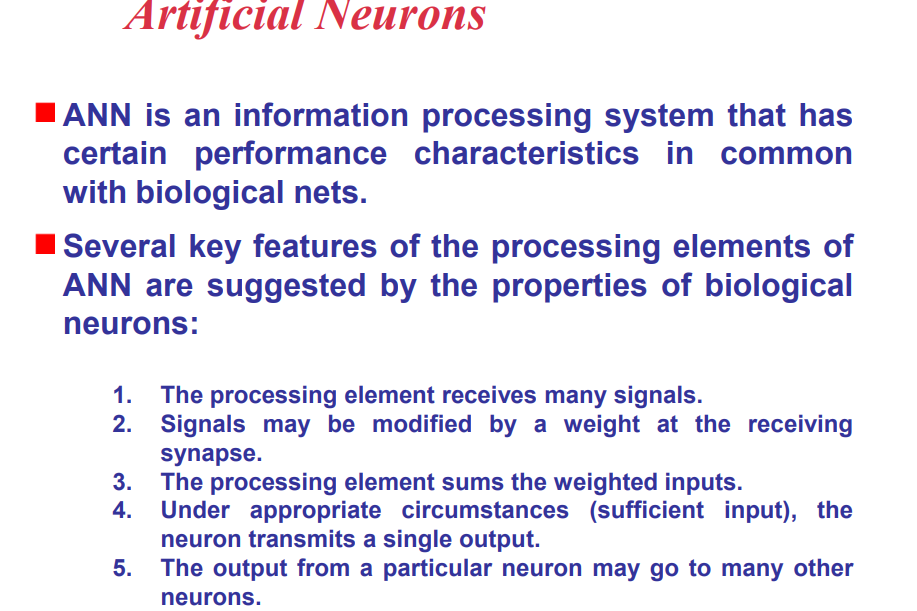 Artificial Neurons
ANN is an information processing system that has
certain performance characteristics in common
with biological nets.
Several key features of the processing elements of
ANN are suggested by the properties of biological
neurons:
1. The processing element receives many signals.
2. Signals may be modified by a weight at the receiving
synapse.
3. The processing element sums the weighted inputs.
4. Under appropriate circumstances (sufficient input), the
neuron transmits a single output.
5. The output from a particular neuron may go to many other
neurons.